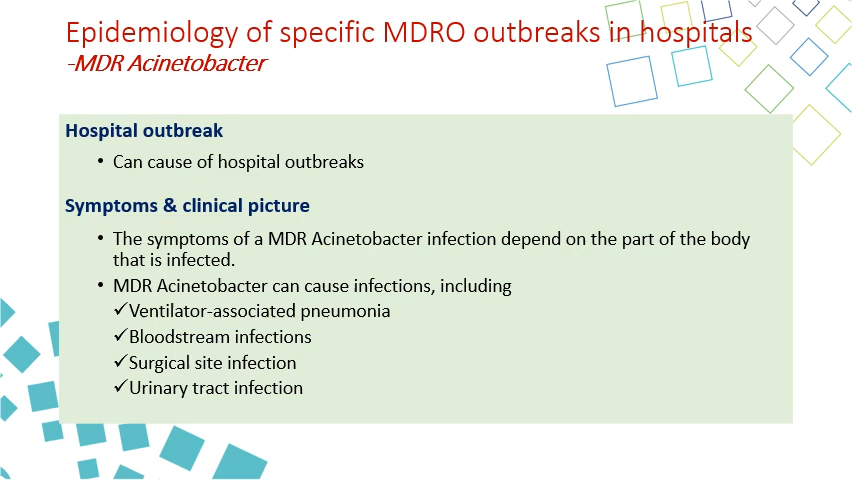 Epidemiology of specific MDRO outbreaks in hospitals
-MDR Acinetobacter
Hospital outbreak
• Can cause of hospital outbreaks
Symptoms & clinical picture
• The symptoms of a MDR Acinetobacter infection depend on the part of the body
that is infected.
• MDR Acinetobacter can cause infections, including
✓Ventilator-associated pneumonia
✓Bloodstream infections
✓Surgical site infection
✓Urinary tract infection